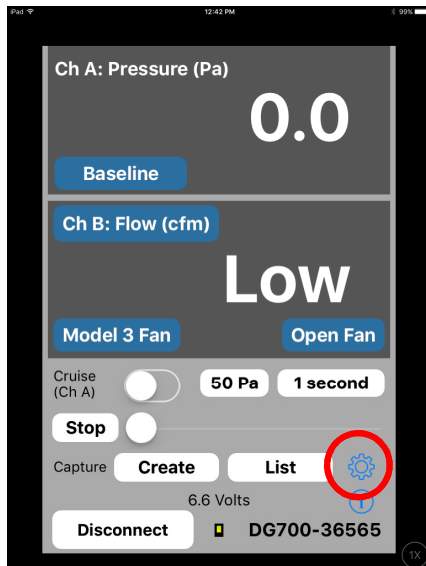 iPad 12:42 PM 99%
Ch A: Pressure (Pa)
0.0
Baseline
Ch B: Flow (cfm)
Low
Model 3 Fan Open Fan
Cruise
(Ch A) 50 Pa 1 second
Stop
Capture Create List
6.6 Volts i
Disconnect DG700-36565
1X